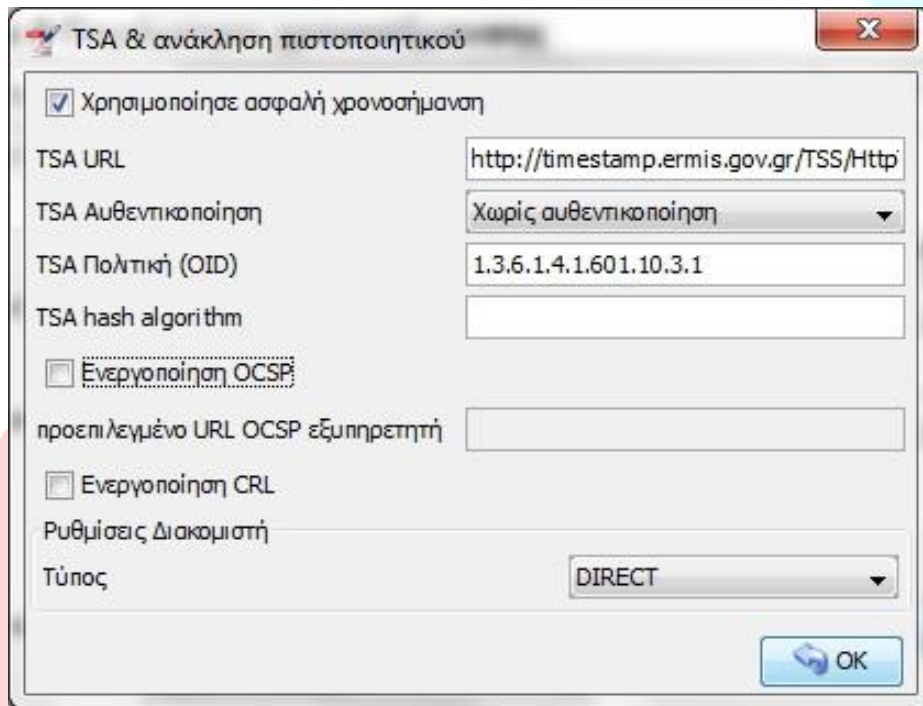 TSA & ανάκληση πιστοποιητικού
Χρησιμοποίησε ασφαλή χρονοσήμανση
TSA URL http://timestamp.ermis.gov.gr/TSS/Http
TSA Αυθεντικοποίηση Χωρίς αυθεντικοποίηση
TSA Πολιτική (OID) 1.3.6.1.4.1.601.10.3.1
TSA hash algorithm
Ενεργοποίηση OCSP
προεπιλεγμένο URL OCSP εξυπηρετητή
Ενεργοποίηση CRL
Ρυθμίσεις Διακομιστή
Τύπος DIRECT
OK